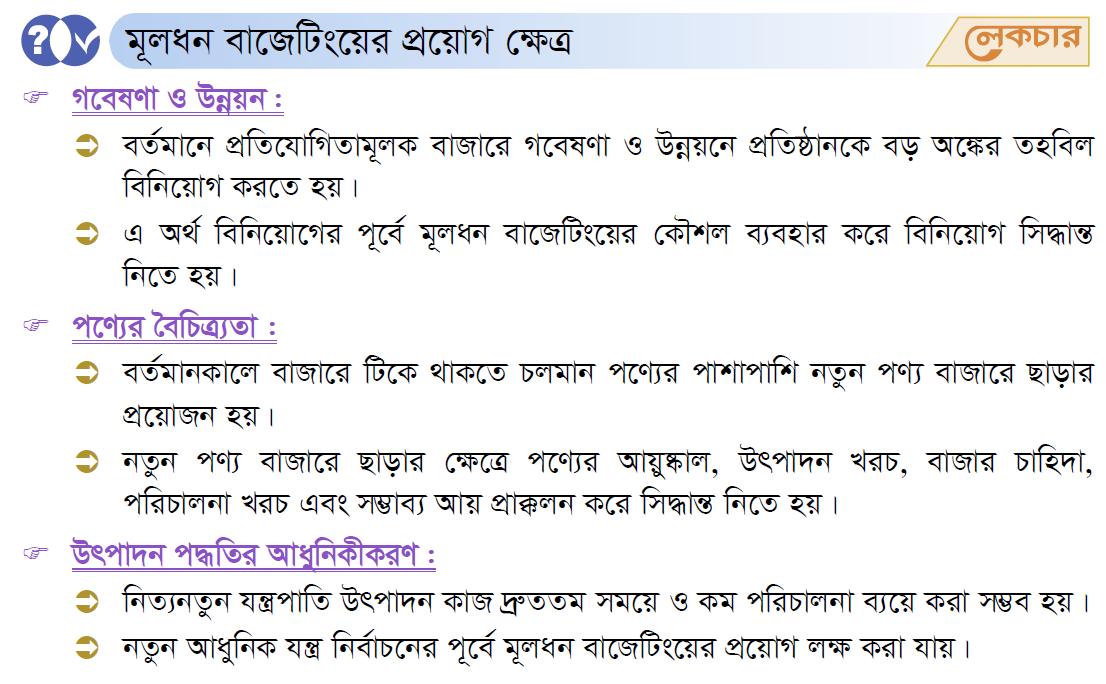 মূলধন বাজেটিংয়ের প্রয়োগ ক্ষেত্র
লেকচার
গবেষণা ও উন্নয়ন :
বর্তমানে প্রতিযোগিতামূলক বাজারে গবেষণা ও উন্নয়নে প্রতিষ্ঠানকে বড় অঙ্কের তহবিল
বিনিয়োগ করতে হয়।
এ অর্থ বিনিয়োগের পূর্বে মূলধন বাজেটিংয়ের কৌশল ব্যবহার করে বিনিয়োগ সিদ্ধান্ত
নিতে হয়।
পণ্যের বৈচিত্র্যতা :
বর্তমানকালে বাজারে টিকে থাকতে চলমান পণ্যের পাশাপাশি নতুন পণ্য বাজারে ছাড়ার
প্রয়োজন হয়।
নতুন পণ্য বাজারে ছাড়ার ক্ষেত্রে পণ্যের আয়ুষ্কাল, উৎপাদন খরচ, বাজার চাহিদা,
পরিচালনা খরচ এবং সম্ভাব্য আয় প্রাক্কলন করে সিদ্ধান্ত নিতে হয়।
উৎপাদন পদ্ধতির আধুনিকীকরণ :
নিত্যনতুন যন্ত্রপাতি উৎপাদন কাজ দ্রুততম সময়ে ও কম পরিচালনা ব্যয়ে করা সম্ভব হয়।
নতুন আধুনিক যন্ত্র নির্বাচনের পূর্বে মূলধন বাজেটিংয়ের প্রয়োগ লক্ষ করা যায়।